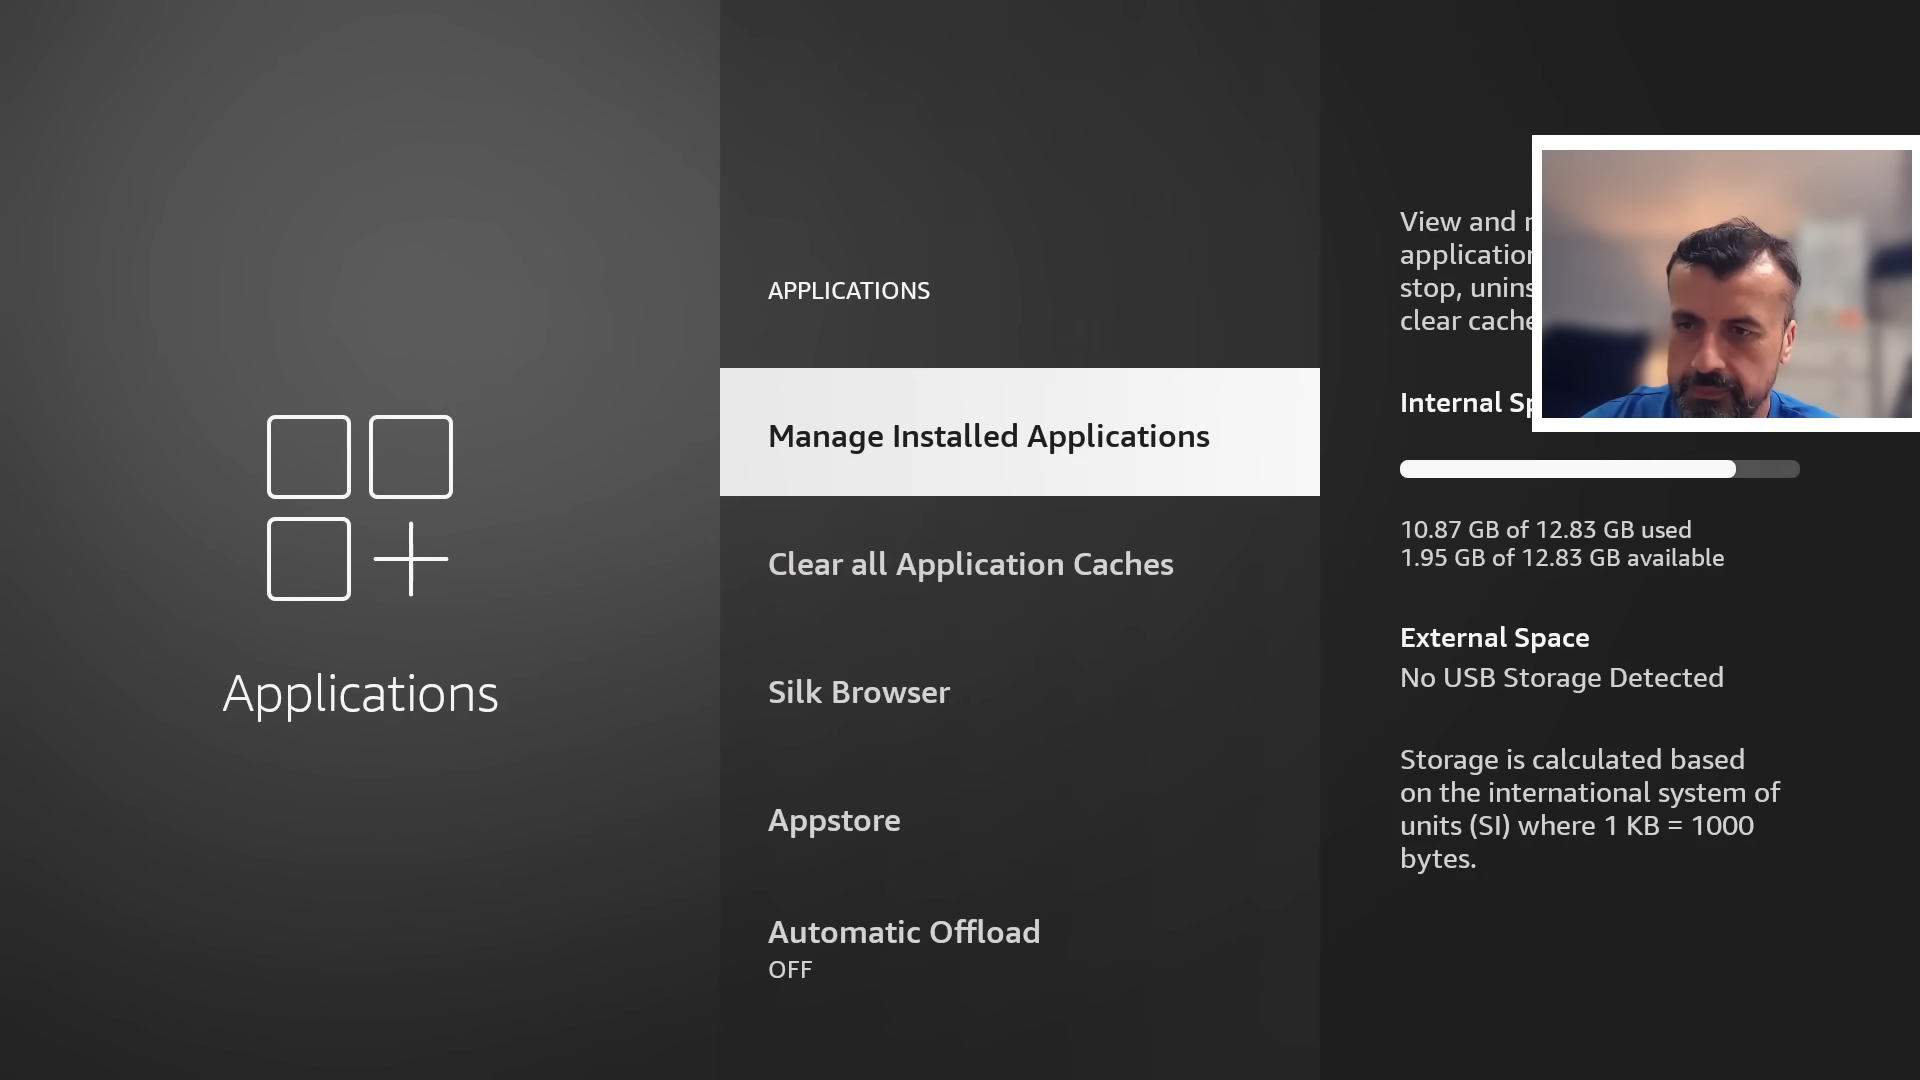 Applications
APPLICATIONS
Manage Installed Applications
Clear all Application Caches
Silk Browser
Appstore
Automatic Offload
OFF
View and
application
stop, unins
clear cache
Internal Sp
10.87 GB of 12.83 GB used
1.95 GB of 12.83 GB available
External Space
No USB Storage Detected
Storage is calculated based
on the international system of
units (SI) where 1 KB = 1000
bytes.